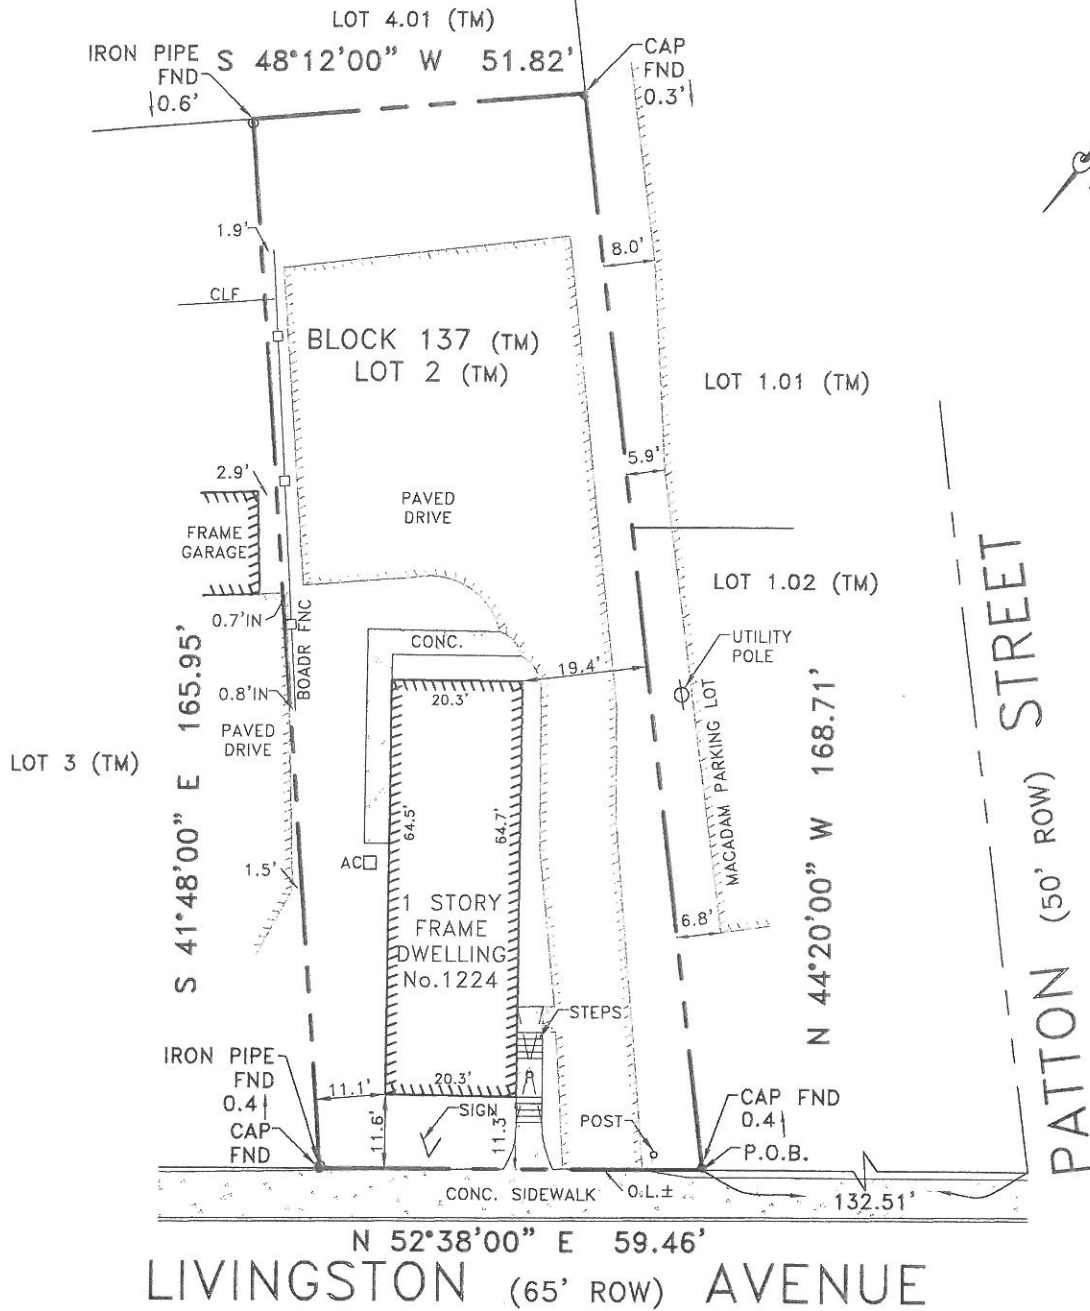 LOT 4.01 (TM)
IRON PIPE
FND
0.6'
S 48°12'00" W 51.82'
CAP
FND
0.3'
1.9'
8.0'
CLF
BLOCK 137 (TM)
LOT 2 (TM)
LOT 1.01 (TM)
5.9'
2.9'
PAVED
DRIVE
FRAME
GARAGE
LOT 1.02 (TM)
0.7'IN
BOADR FNC
CONC.
UTILITY
POLE
19.4'
0.8'IN
20.3'
PAVED
DRIVE
LOT 3 (TM)
S 41°48'00" E 165.95'
64.5'
64.7'
MACADAM PARKING LOT
N 44°20'00" W 168.71'
PATTON (50' ROW) STREET
AC
1.5'
1 STORY
FRAME
DWELLING
No.1224
6.8'
STEPS
IRON PIPE
FND
0.4'
CAP
FND
11.1'
20.3'
11.6'
SIGN
11.3'
POST
CAP FND
0.4'
P.O.B.
CONC. SIDEWALK
O.L.±
132.51'
N 52°38'00" E 59.46'
LIVINGSTON (65' ROW) AVENUE